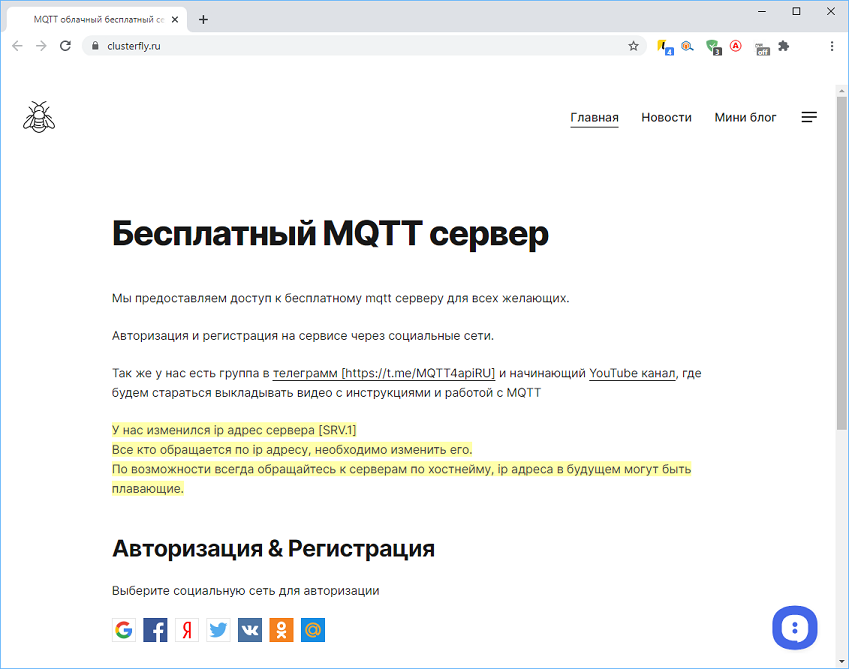 MQTT облачный бесплатный се
clusterfly.ru
4
3
off
Главная
Новости
Мини блог
Бесплатный MQTT сервер
Мы предоставляем доступ к бесплатному mqtt серверу для всех желающих.
Авторизация и регистрация на сервисе через социальные сети.
Так же у нас есть группа в телеграмм [https://t.me/MQTT4apiRU] и начинающий YouTube канал, где
будем стараться выкладывать видео с инструкциями и работой с MQTT
У нас изменился ip адрес сервера [SRV.1]
Все кто обращается по ip адресу, необходимо изменить его.
По возможности всегда обращайтесь к серверам по хостнейму, ip адреса в будущем могут быть
плавающие.
Авторизация & Регистрация
Выберите социальную сеть для авторизации